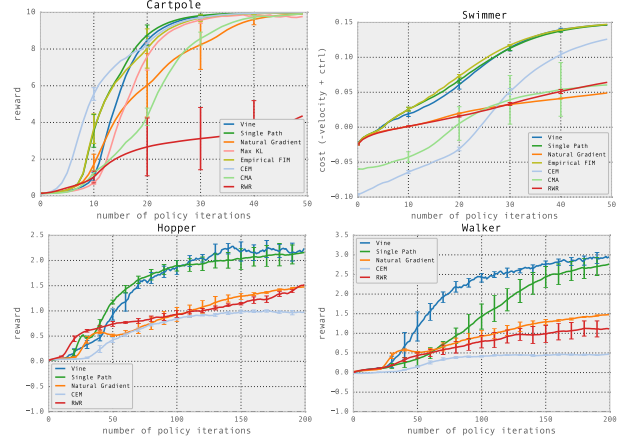 Cartpole
10
8
6
4
2
0
reward
Vine
Single Path
Natural Gradient
Max KL
Empirical FIM
CEM
CMA
RWR
0 10 20 30 40 50
number of policy iterations
Swimmer
0.15
0.10
0.05
0.00
−0.05
−0.10
cost (-velocity + ctrl)
Vine
Single Path
Natural Gradient
Empirical FIM
CEM
CMA
RWR
0 10 20 30 40 50
number of policy iterations
Hopper
2.5
2.0
1.5
1.0
0.5
0.0
−0.5
−1.0
reward
Vine
Single Path
Natural Gradient
CEM
RWR
0 50 100 150 200
number of policy iterations
Walker
3.5
3.0
2.5
2.0
1.5
1.0
0.5
0.0
−0.5
−1.0
reward
Vine
Single Path
Natural Gradient
CEM
RWR
0 50 100 150 200
number of policy iterations